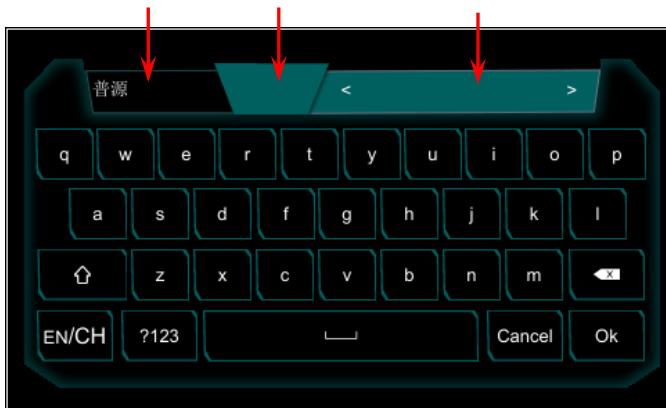 普源 < >
q w e r t y u i o p
a s d f g h j k l
z x c v b n m x
EN/CH ?123 Cancel Ok